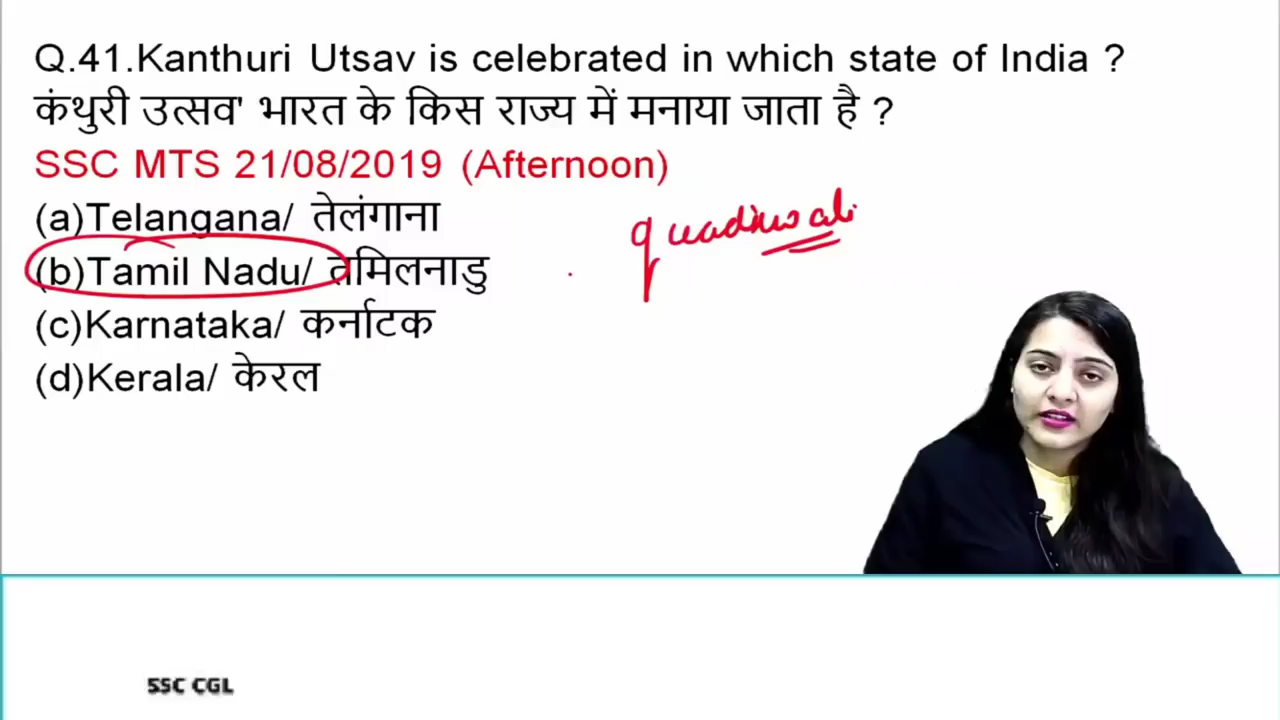 Q.41.Kanthuri Utsav is celebrated in which state of India ?
कंथुरी उत्सव' भारत के किस राज्य में मनाया जाता है ?
SSC MTS 21/08/2019 (Afternoon)
(a)Telangana/ तेलंगाना
quadiwali
(b)Tamil Nadu/ तमिलनाडु
(c)Karnataka/ कर्नाटक
(d)Kerala/ केरल
SSC CGL